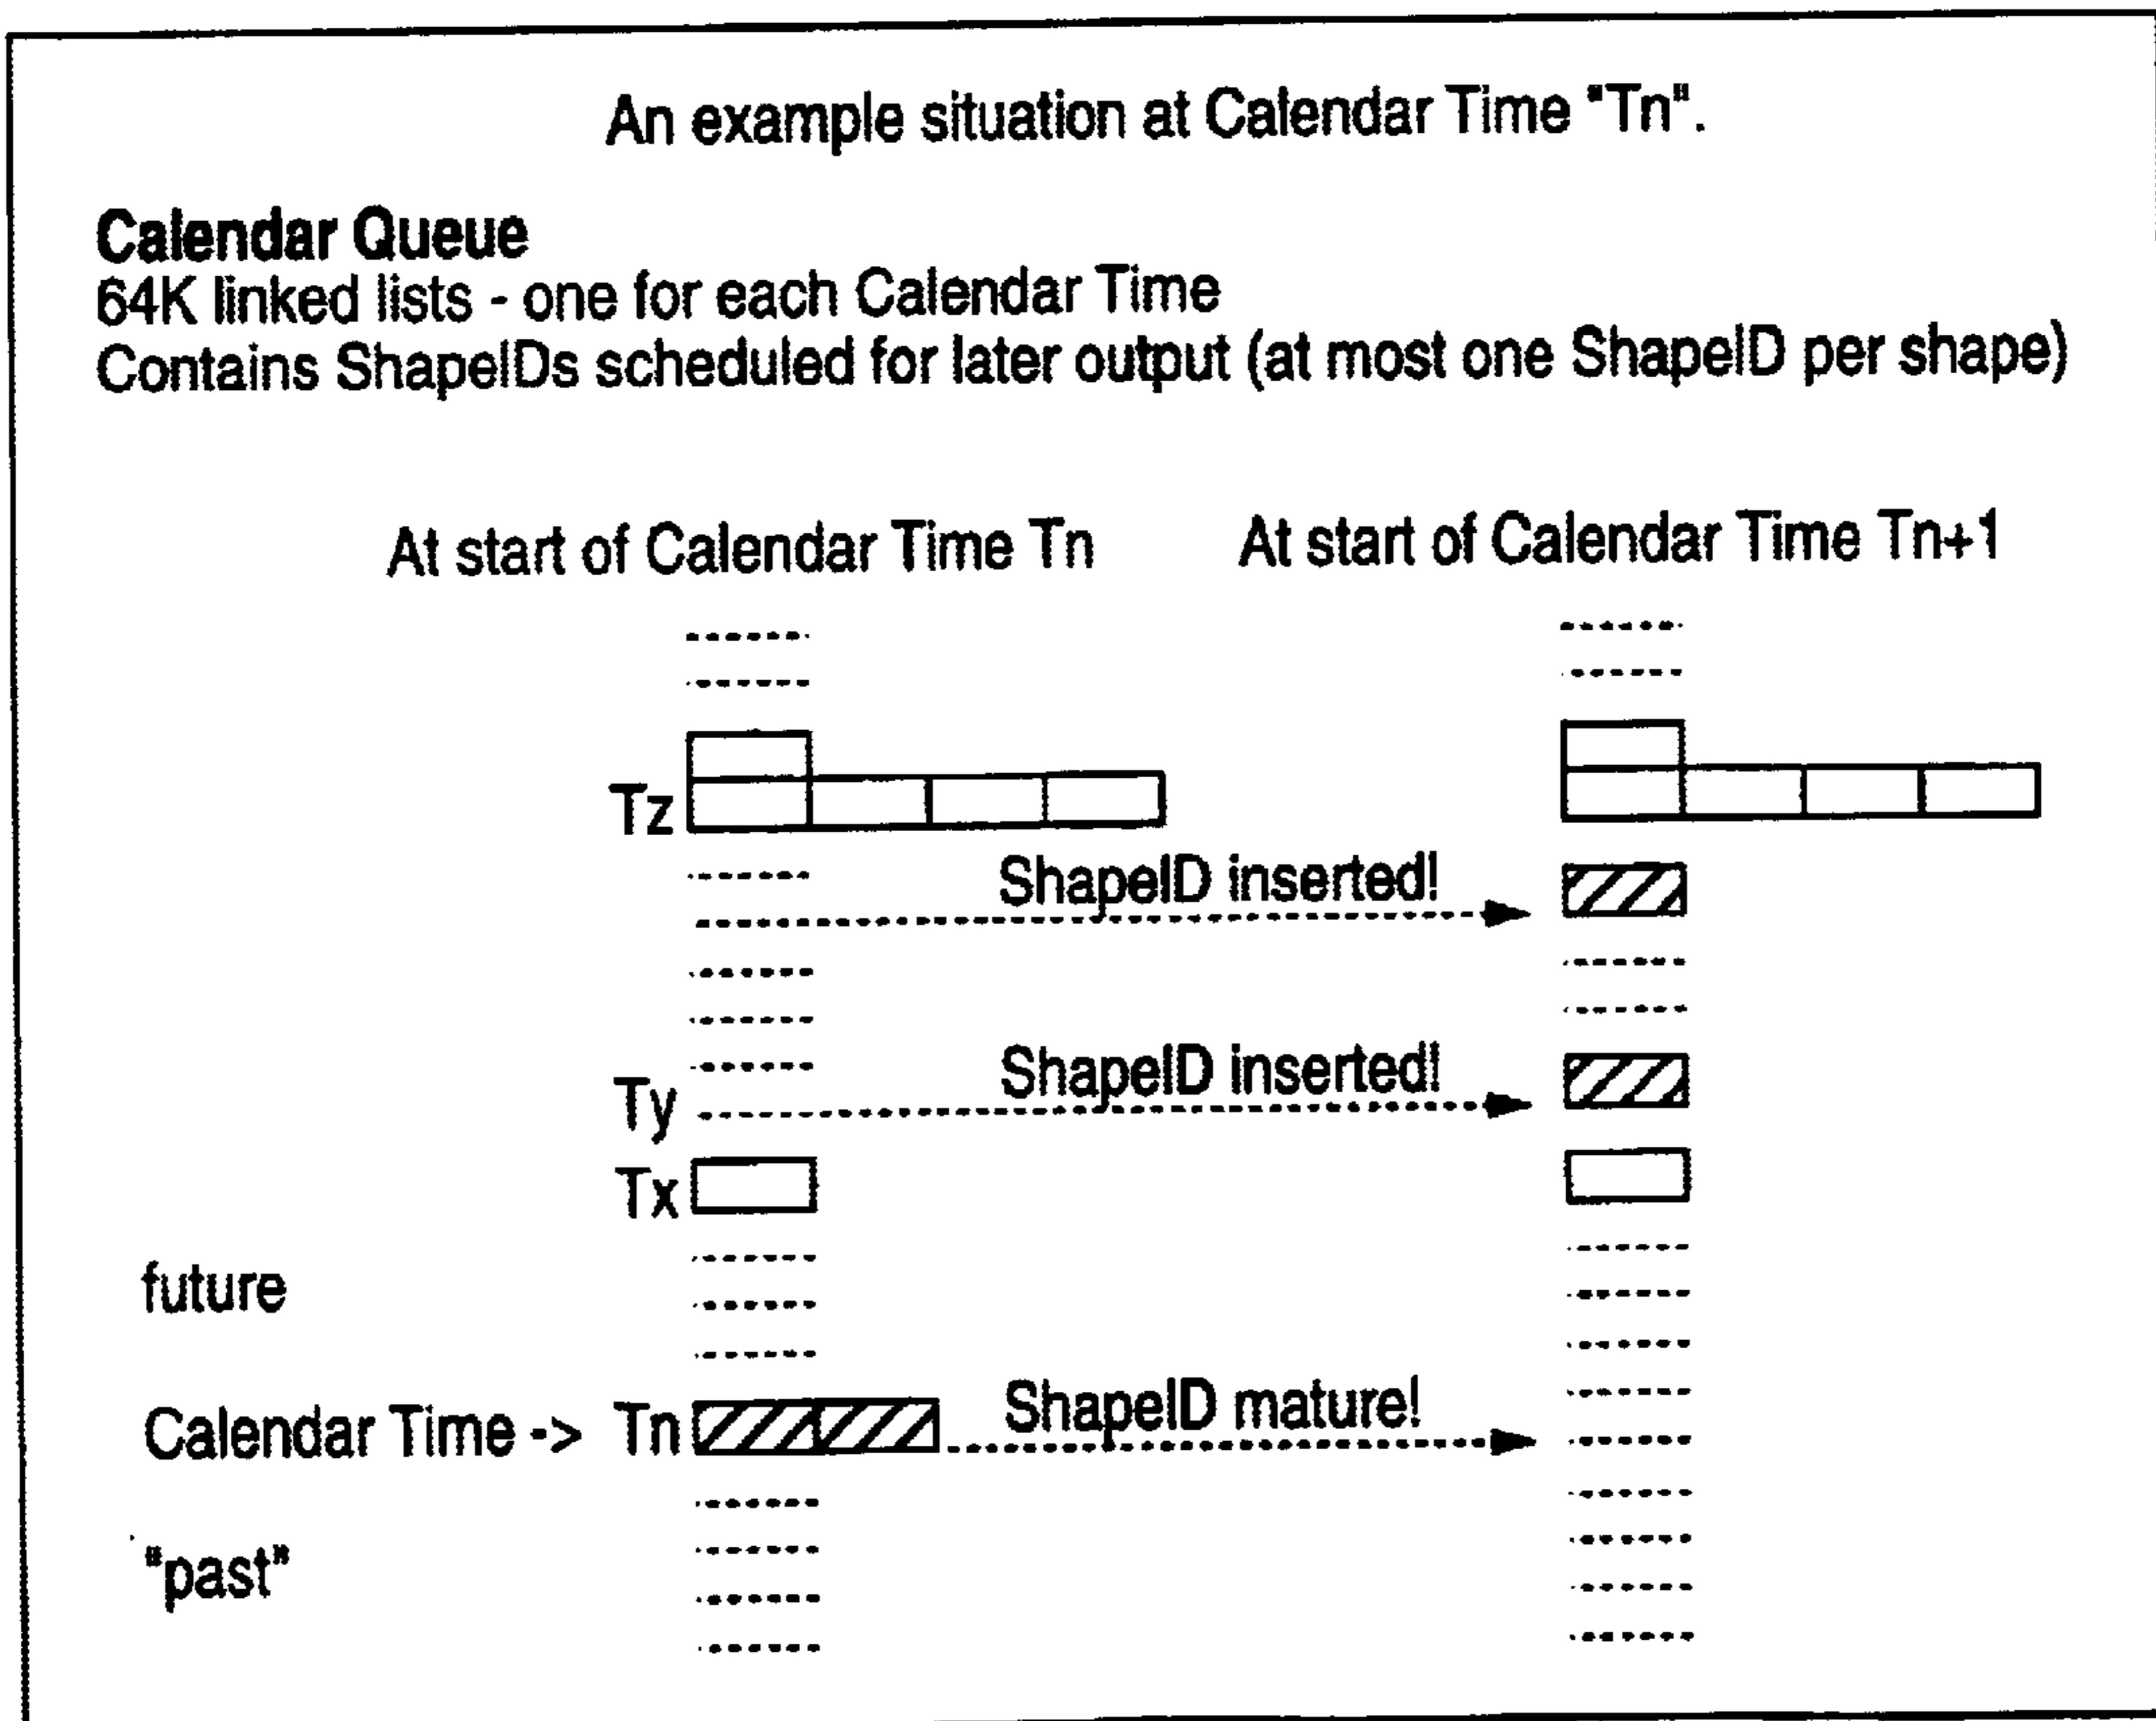 An example situation at Calendar Time "Tn".
Calendar Queue
64K linked lists - one for each Calendar Time
Contains ShapeIDs scheduled for later output (at most one ShapeID per shape)
At start of Calendar Time Tn
At start of Calendar Time Tn+1
Tz
ShapeID inserted!
ShapeID inserted!
Ty
Tx
future
Calendar Time -> Tn
ShapeID mature!
"past"